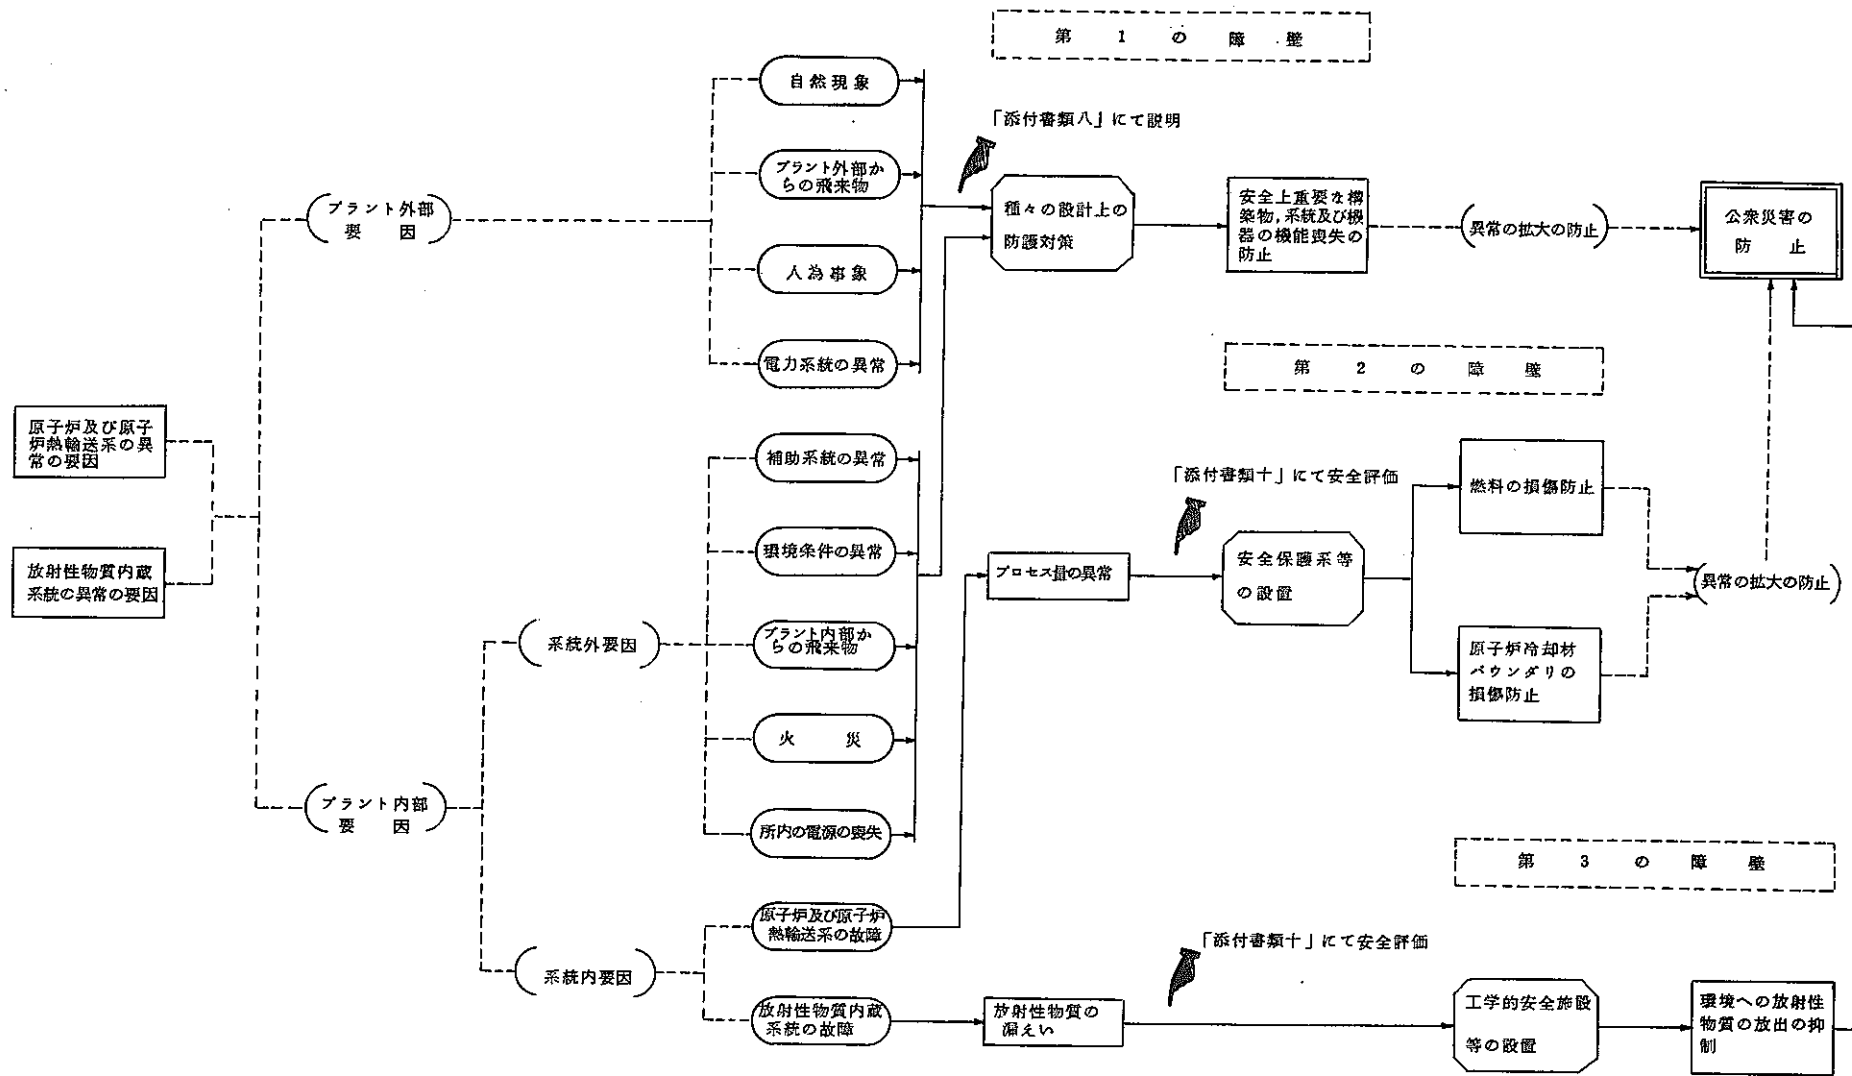 第 1 の 障 壁
自然現象
「添付書類八」にて説明
プラント外部か
らの飛来物
プラント外部
要 因
種々の設計上の
防護対策
安全上重要な構
築物,系統及び機
器の機能喪失の
防止
(異常の拡大の防止)
公衆災害の
防 止
人為事象
電力系統の異常
第 2 の 障 壁
原子炉及び原子
炉熱輸送系の異
常の要因
補助系統の異常
「添付書類十」にて安全評価
燃料の損傷防止
環境条件の異常
放射性物質内蔵
系統の異常の要因
プロセス量の異常
安全保護系等
の設置
(異常の拡大の防止)
系統外要因
プラント内部か
らの飛来物
原子炉冷却材
バウンダリの
損傷防止
火 災
プラント内部
要 因
所内の電源の喪失
第 3 の 障 壁
原子炉及び原子炉
熱輸送系の故障
「添付書類十」にて安全評価
系統内要因
放射性物質内蔵
系統の故障
放射性物質の
漏えい
工学的安全施設
等の設置
環境への放射性
物質の放出の抑
制